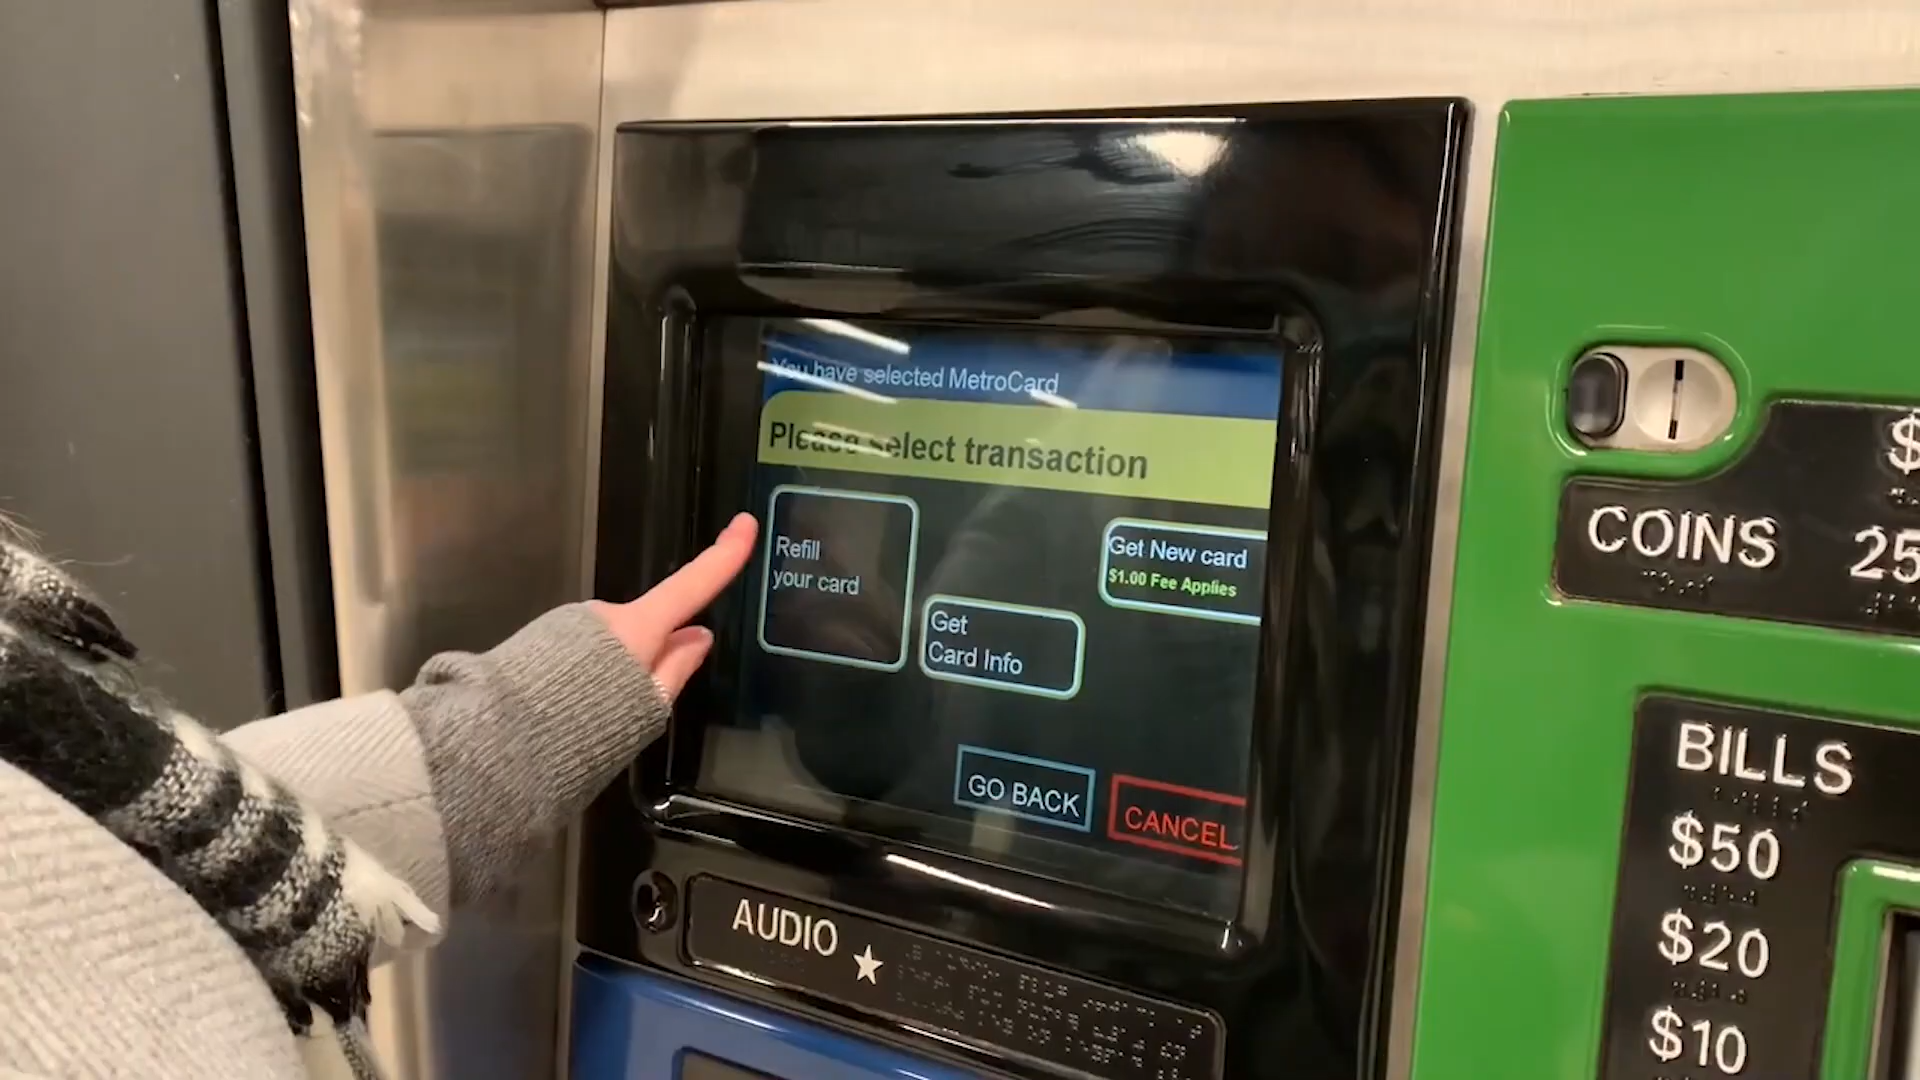 You have selected MetroCard
Please select transaction
Refill
your card
Get
Card Info
Get New card
$1.00 Fee Applies
GO BACK
CANCEL
AUDIO
COINS
$
25
BILLS
$50
$20
$10